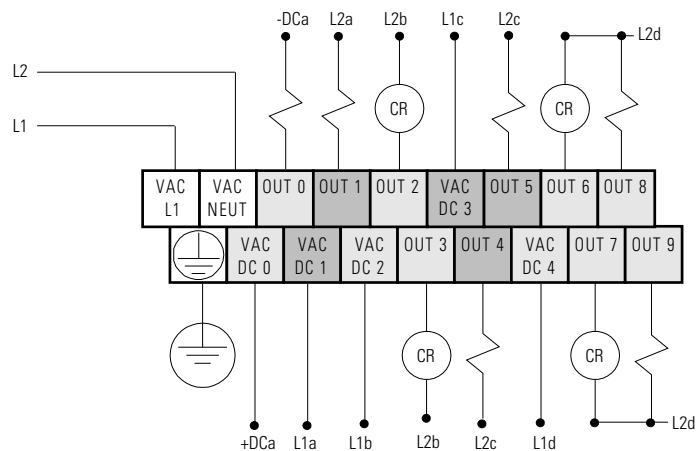 -DCa L2a L2b L1c L2c L2d
L2
L1
CR CR
VAC L1 VAC NEUT OUT 0 OUT 1 OUT 2 VAC DC 3 OUT 5 OUT 6 OUT 8
VAC DC 0 VAC DC 1 VAC DC 2 OUT 3 OUT 4 VAC DC 4 OUT 7 OUT 9
CR CR
L2d
+DCa L1a L1b L2b L2c L1d